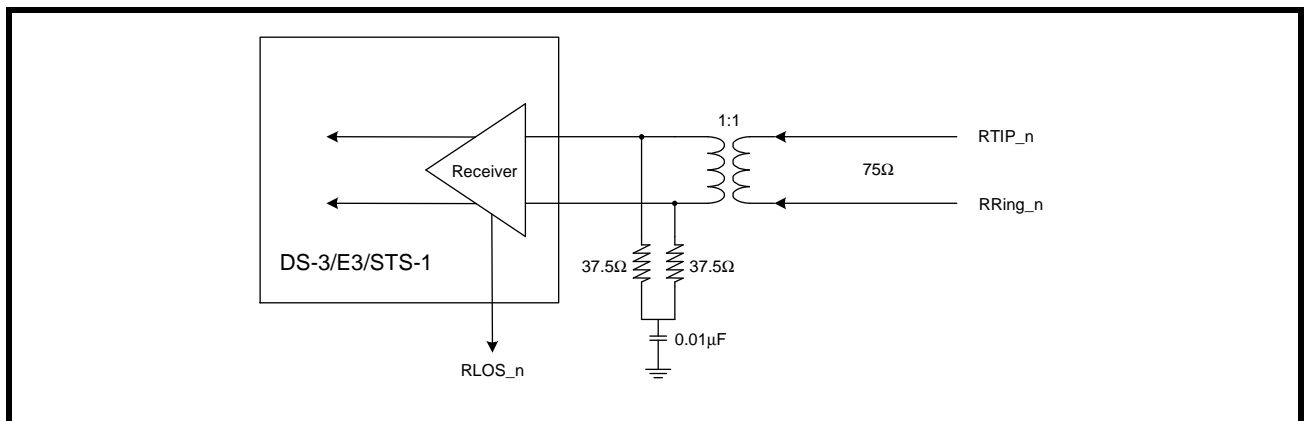 1:1
RTIP_n
Receiver
75Ω
RRing_n
DS-3/E3/STS-1
37.5Ω
37.5Ω
0.01μF
RLOS_n